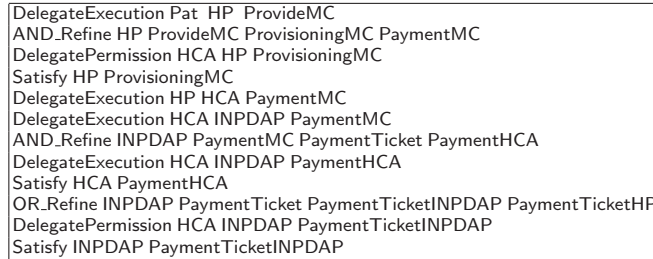 DelegateExecution Pat HP ProvideMC
AND_Refine HP ProvideMC ProvisioningMC PaymentMC
DelegatePermission HCA HP ProvisioningMC
Satisfy HP ProvisioningMC
DelegateExecution HP HCA PaymentMC
DelegateExecution HCA INPDAP PaymentMC
AND_Refine INPDAP PaymentMC PaymentTicket PaymentHCA
DelegateExecution HCA INPDAP PaymentHCA
Satisfy HCA PaymentHCA
OR_Refine INPDAP PaymentTicket PaymentTicketINPDAP PaymentTicketHP
DelegatePermission HCA INPDAP PaymentTicketINPDAP
Satisfy INPDAP PaymentTicketINPDAP